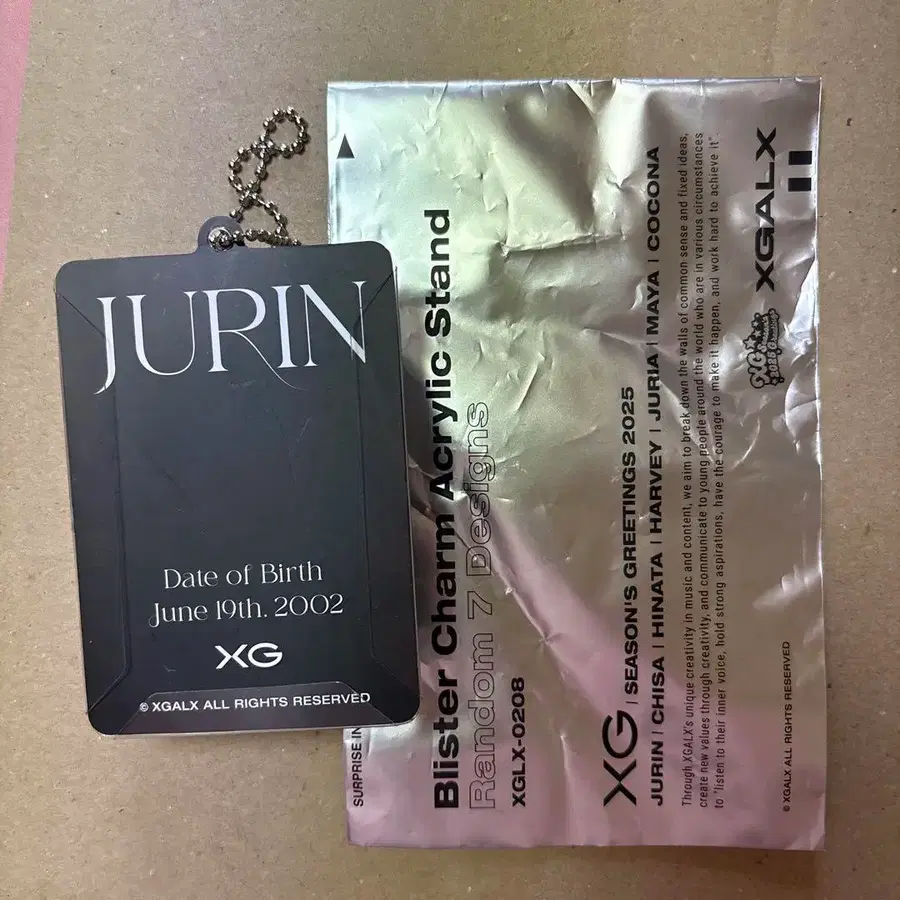 JURIN
Date of Birth
June 19th. 2002
XG
© XGALX ALL RIGHTS RESERVED
SURPRISE IN
Blister Charm Acrylic Stand
Random 7 Designs
XGLX-0208
XG | SEASON'S GREETINGS 2025
JURIN | CHISA | HINATA | HARVEY | JURIA | MAYA | COCONA
Through XGALX's unique creativity in music and content, we aim to break down the walls of common sense and fixed ideas,
create new values through creativity, and communicate to young people around the world who are in various circumstances
to "listen to their inner voice, hold strong aspirations, have the courage to make it happen, and work hard to achieve it".
© XGALX ALL RIGHTS RESERVED
XG
XGALX